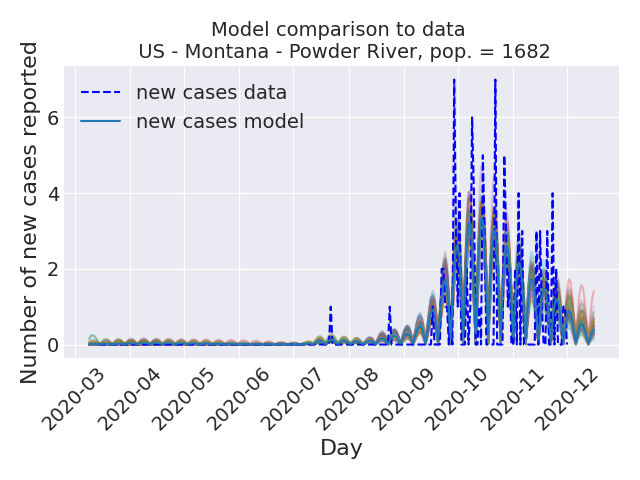 Model comparison to data
US - Montana - Powder River, pop. = 1682
Number of new cases reported
6
4
2
0
new cases data
new cases model
2020-03
2020-04
2020-05
2020-06
2020-07
2020-08
2020-09
2020-10
2020-11
2020-12
Day